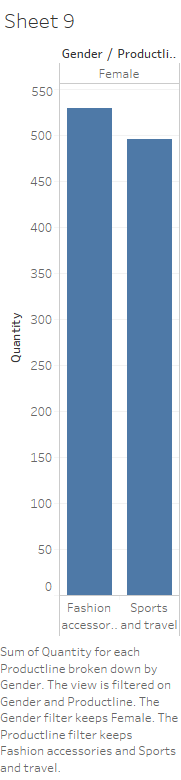 Sheet 9
Gender / Productli..
Female
550
500
450
400
350
300
250
200
150
100
50
0
Quantity
Fashion accessor..
Sports and travel
Sum of Quantity for each
Productline broken down by
Gender. The view is filtered on
Gender and Productline. The
Gender filter keeps Female. The
Productline filter keeps
Fashion accessories and Sports
and travel.